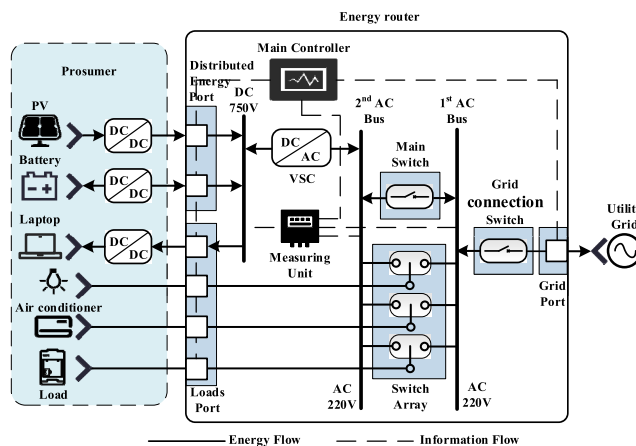 Energy router
Prosumer
Main Controller
Distributed
Energy
Port
DC
750V
2nd AC
Bus
1st AC
Bus
PV
DC
DC
DC
AC
VSC
Main
Switch
Grid
connection
Switch
Utilit
Grid
Battery
DC
DC
Laptop
DC
DC
Measuring
Unit
Grid
Port
Air conditioner
Load
Loads
Port
AC
220V
Switch
Array
AC
220V
Energy Flow
Information Flow